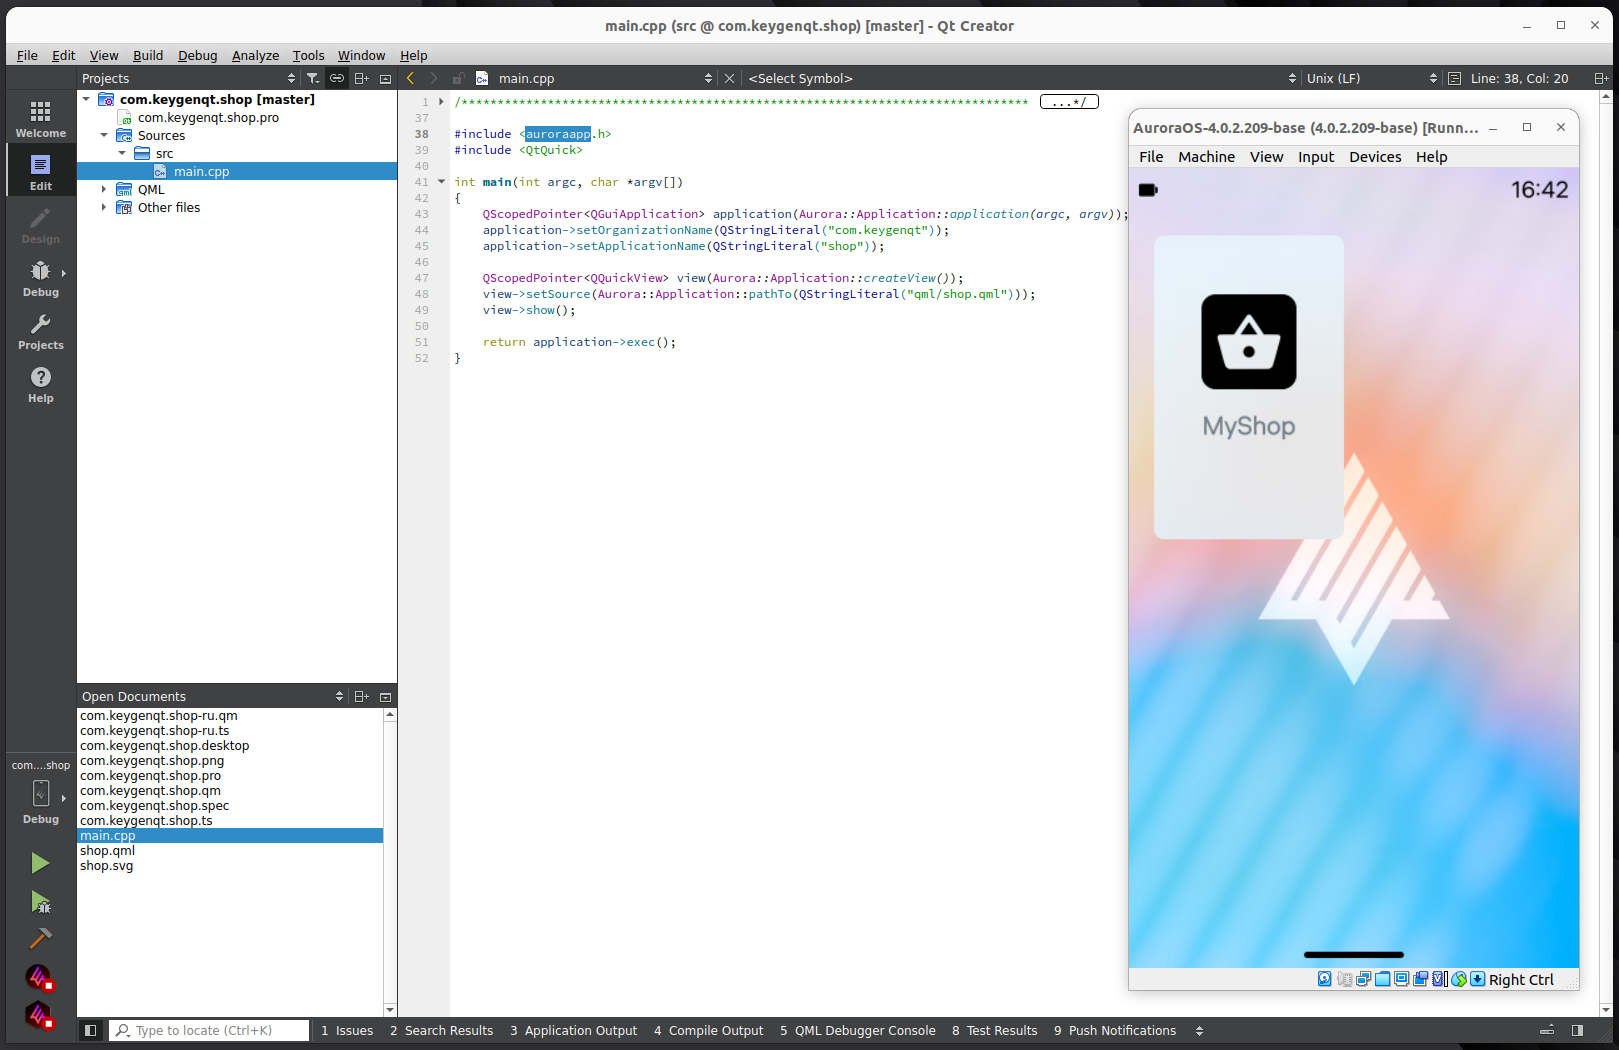 main.cpp (src @ com.keygenqt.shop) [master] - Qt Creator
File Edit View Build Debug Analyze Tools Window Help
Projects
main.cpp
<Select Symbol>
Unix (LF)
Line: 38, Col: 20
Welcome
Edit
Design
Debug
Projects
Help
com.keygenqt.shop [master]
com.keygenqt.shop.pro
Sources
src
main.cpp
QML
Other files
1 /******************************************************************************* ...*/
37
38 #include <auroraapp.h>
39 #include <QtQuick>
40
41 int main(int argc, char *argv[])
42 {
43 QScopedPointer<QGuiApplication> application(Aurora::Application::application(argc, argv));
44 application->setOrganizationName(QStringLiteral("com.keygenqt"));
45 application->setApplicationName(QStringLiteral("shop"));
46
47 QScopedPointer<QQuickView> view(Aurora::Application::createView());
48 view->setSource(Aurora::Application::pathTo(QStringLiteral("qml/shop.qml")));
49 view->show();
50
51 return application->exec();
52 }
AuroraOS-4.0.2.209-base (4.0.2.209-base) [Runn...
File Machine View Input Devices Help
16:42
MyShop
Right Ctrl
Open Documents
com.keygenqt.shop-ru.qm
com.keygenqt.shop-ru.ts
com.keygenqt.shop.desktop
com.keygenqt.shop.png
com.keygenqt.shop.pro
com.keygenqt.shop.qm
com.keygenqt.shop.spec
com.keygenqt.shop.ts
main.cpp
shop.qml
shop.svg
com....shop
Debug
Type to locate (Ctrl+K)
1 Issues 2 Search Results 3 Application Output 4 Compile Output 5 QML Debugger Console 8 Test Results 9 Push Notifications